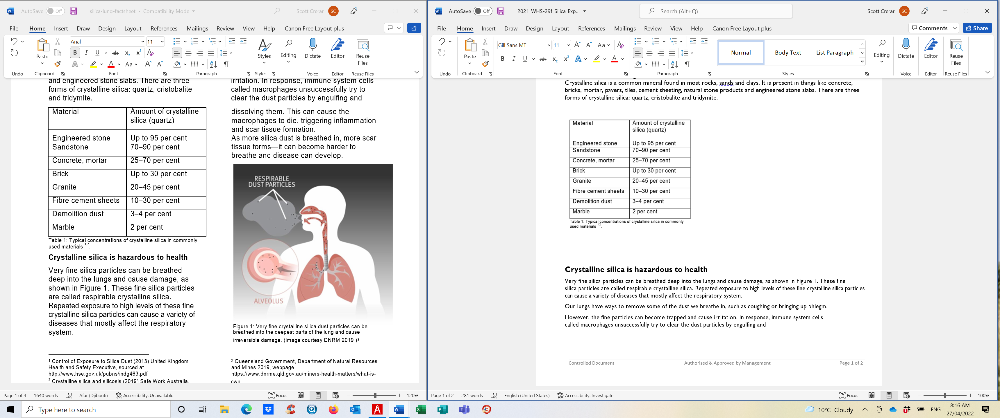 AutoSave Off silica-lung-factsheet - Compatibility Mode Scott Crerar SC
File Home Insert Draw Design Layout References Mailings Review View Help Canon Free Layout plus
Arial 11
Paste Styles Editing Dictate Editor Reuse Files
Undo Clipboard Font Paragraph Styles Voice Editor Reuse Files
and engineered stone slabs. There are three
forms of crystalline silica: quartz, cristobalite
and tridymite.
Material Amount of crystalline
silica (quartz)
Engineered stone Up to 95 per cent
Sandstone 70–90 per cent
Concrete, mortar 25–70 per cent
Brick Up to 30 per cent
Granite 20–45 per cent
Fibre cement sheets 10–30 per cent
Demolition dust 3–4 per cent
Marble 2 per cent
Table 1: Typical concentrations of crystalline silica in commonly
used materials 1,2.
Crystalline silica is hazardous to health
Very fine silica particles can be breathed
deep into the lungs and cause damage, as
shown in Figure 1. These fine silica particles
are called respirable crystalline silica.
Repeated exposure to high levels of these fine
crystalline silica particles can cause a variety of
diseases that mostly affect the respiratory
system.
1 Control of Exposure to Silica Dust (2013) United Kingdom
Health and Safety Executive, sourced at
http://www.hse.gov.uk/pubns/indg463.pdf
2 Crystalline silica and silicosis (2019) Safe Work Australia,
irritation. In response, immune system cells
called macrophages unsuccessfully try to
clear the dust particles by engulfing and
dissolving them. This can cause the
macrophages to die, triggering inflammation
and scar tissue formation.
As more silica dust is breathed in, more scar
tissue forms—it can become harder to
breathe and disease can develop.
RESPIRABLE
DUST PARTICLES
ALVEOLUS
Figure 1: Very fine crystalline silica dust particles can be
breathed into the deepest parts of the lung and cause
irreversible damage. (Image courtesy DNRM 2019 )3
3 Queensland Government, Department of Natural Resources
and Mines 2019, webpage
https://www.dnrme.qld.gov.au/miners-health-matters/what-is-
cwp
Page 1 of 4 1640 words Afar (Djibouti) Accessibility: Unavailable Focus 120%
AutoSave Off 2021_WHS-29f_Silica_Exp... Search (Alt+Q) Scott Crerar SC
File Home Insert Draw Design Layout References Mailings Review View Help Canon Free Layout plus Comments Share
Gill Sans MT 11
Paste Normal Body Text List Paragraph Editing Dictate Editor Reuse Files
Undo Clipboard Font Paragraph Styles Voice Editor Reuse Files
Crystalline silica is a common mineral found in most rocks, sands and clays. It is present in things like concrete,
bricks, mortar, pavers, tiles, cement sheeting, natural stone products and engineered stone slabs. There are three
forms of crystalline silica: quartz, cristobalite and tridymite.
Material Amount of crystalline
silica (quartz)
Engineered stone Up to 95 per cent
Sandstone 70–90 per cent
Concrete, mortar 25–70 per cent
Brick Up to 30 per cent
Granite 20–45 per cent
Fibre cement sheets 10–30 per cent
Demolition dust 3–4 per cent
Marble 2 per cent
Table 1: Typical concentrations of crystalline silica in commonly
used materials 1,2.
Crystalline silica is hazardous to health
Very fine silica particles can be breathed deep into the lungs and cause damage, as shown in Figure 1. These fine
silica particles are called respirable crystalline silica. Repeated exposure to high levels of these fine crystalline silica particles
can cause a variety of diseases that mostly affect the respiratory system.
Our lungs have ways to remove some of the dust we breathe in, such as coughing or bringing up phlegm.
However, the fine particles can become trapped and cause irritation. In response, immune system cells
called macrophages unsuccessfully try to clear the dust particles by engulfing and
Controlled Document Authorised & Approved by Management Page 1 of 2
Page 1 of 2 281 words English (United States) Accessibility: Investigate Focus 100%
Type here to search 10°C Cloudy ENG 8:16 AM
27/04/2022